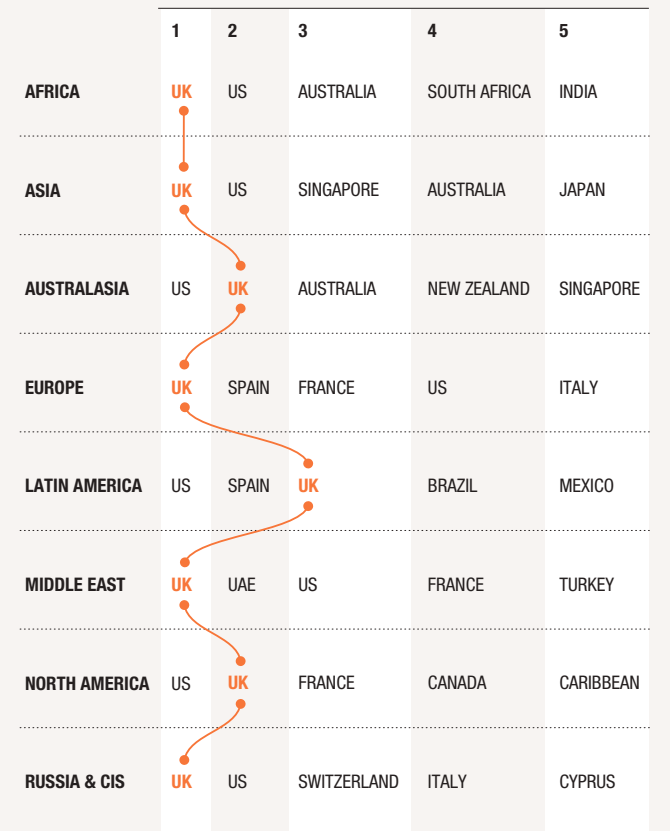 1 2 3 4 5
AFRICA UK US AUSTRALIA SOUTH AFRICA INDIA
ASIA UK US SINGAPORE AUSTRALIA JAPAN
AUSTRALASIA US UK AUSTRALIA NEW ZEALAND SINGAPORE
EUROPE UK SPAIN FRANCE US ITALY
LATIN AMERICA US SPAIN UK BRAZIL MEXICO
MIDDLE EAST UK UAE US FRANCE TURKEY
NORTH AMERICA US UK FRANCE CANADA CARIBBEAN
RUSSIA & CIS UK US SWITZERLAND ITALY CYPRUS